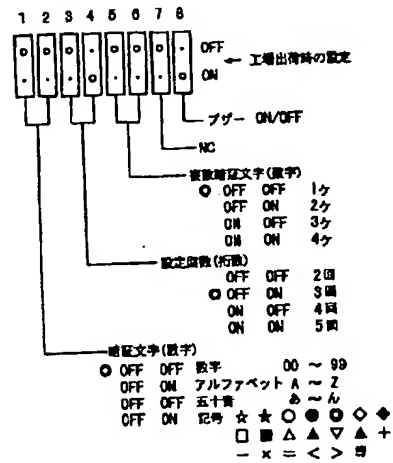 1 2 3 4 5 6 7 8
OFF
ON ← 工場出荷時の設定
ブザー ON/OFF
NC
複数暗証文字(数字)
◎ OFF OFF 1ケ
OFF ON 2ケ
ON OFF 3ケ
ON ON 4ケ
設定回数(桁数)
OFF OFF 2回
◎ OFF ON 3回
ON OFF 4回
ON ON 5回
暗証文字(数字)
◎ OFF OFF 数字 00 ~ 99
OFF ON アルファベット A ~ Z
OFF OFF 五十音 あ ~ ん
OFF ON 記号 ☆ ★ ○ ● ◎ ◇ ◆
□ ■ △ ▲ ▽ ▲ +
− × = < > 等